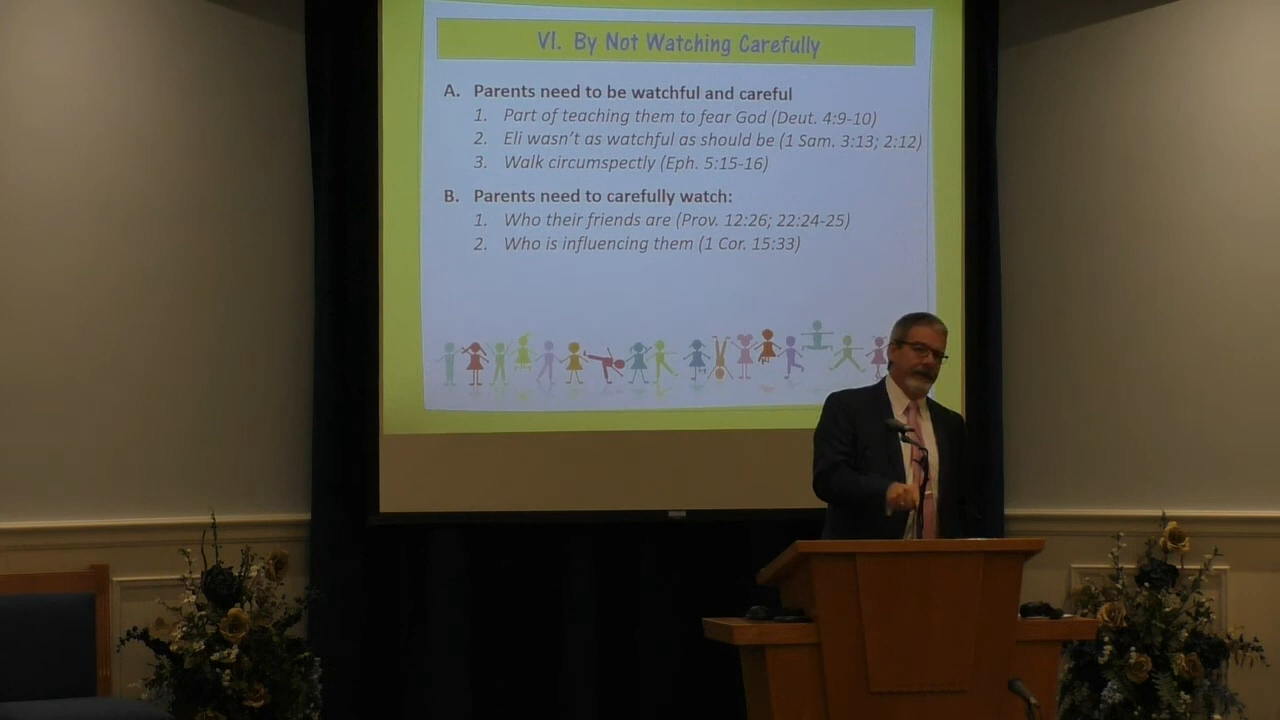 VI. By Not Watching Carefully
A. Parents need to be watchful and careful
1. Part of teaching them to fear God (Deut. 4:9-10)
2. Eli wasn't as watchful as should be (1 Sam. 3:13; 2:12)
3. Walk circumspectly (Eph. 5:15-16)
B. Parents need to carefully watch:
1. Who their friends are (Prov. 12:26; 22:24-25)
2. Who is influencing them (1 Cor. 15:33)